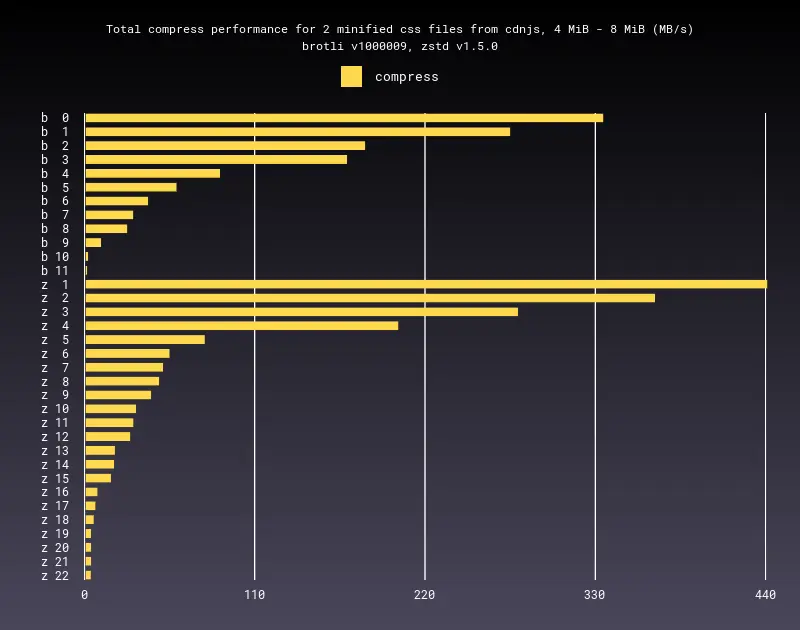 Total compress performance for 2 minified css files from cdnjs, 4 MiB - 8 MiB (MB/s)
brotli v1000009, zstd v1.5.0
compress
b  0
b  1
b  2
b  3
b  4
b  5
b  6
b  7
b  8
b  9
b 10
b 11
z  1
z  2
z  3
z  4
z  5
z  6
z  7
z  8
z  9
z 10
z 11
z 12
z 13
z 14
z 15
z 16
z 17
z 18
z 19
z 20
z 21
z 22
0 110 220 330 440